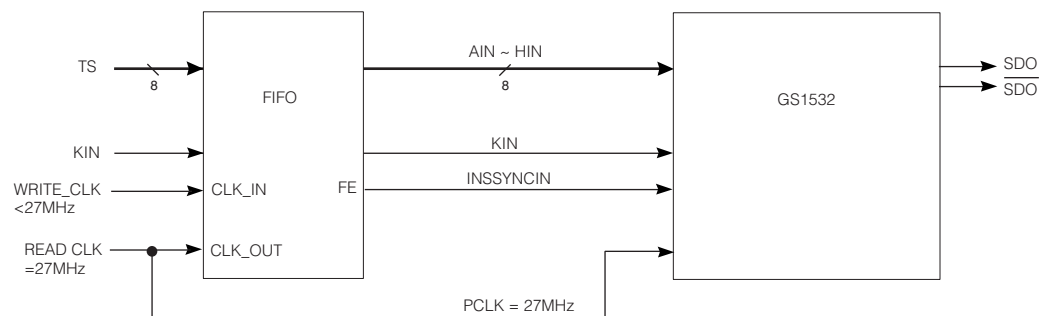 TS
8
KIN
WRITE_CLK
<27MHz
READ CLK
=27MHz
FIFO
CLK_IN
FE
CLK_OUT
AIN ~ HIN
8
KIN
INSSYNCIN
PCLK = 27MHz
GS1532
SDO
SDO